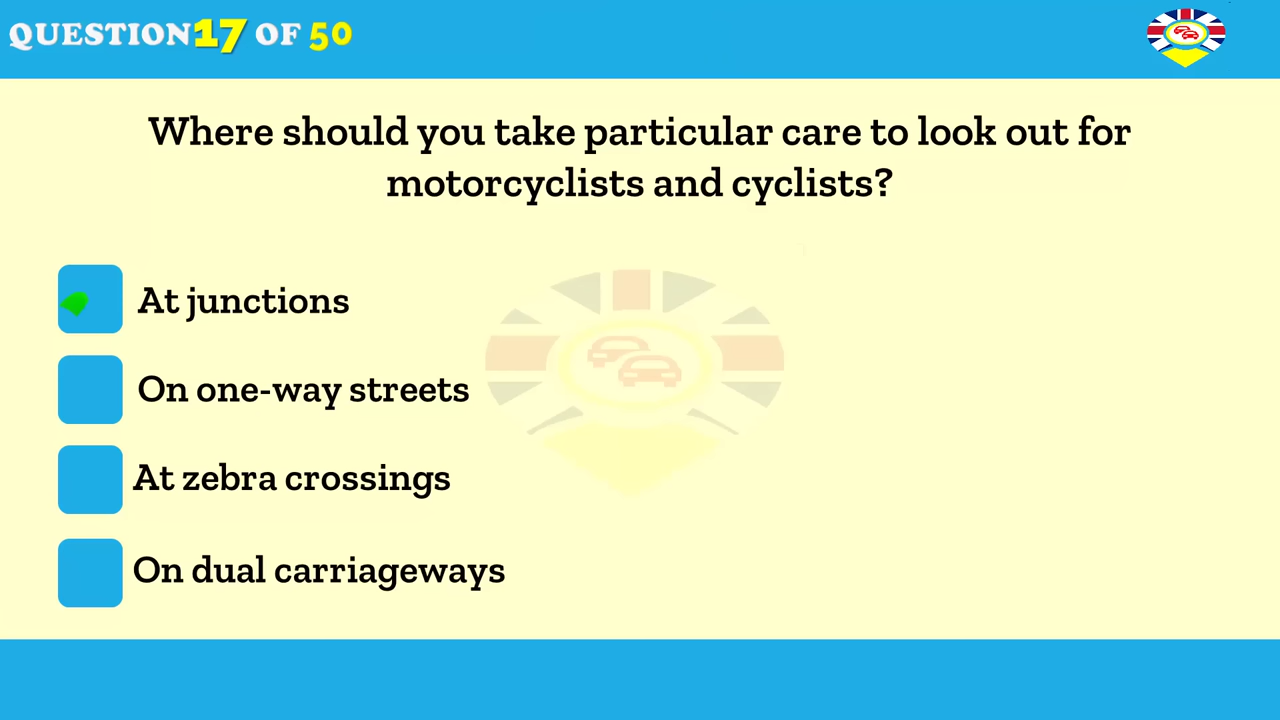 QUESTION 17 OF 50
Where should you take particular care to look out for
motorcyclists and cyclists?
At junctions
On one-way streets
At zebra crossings
On dual carriageways